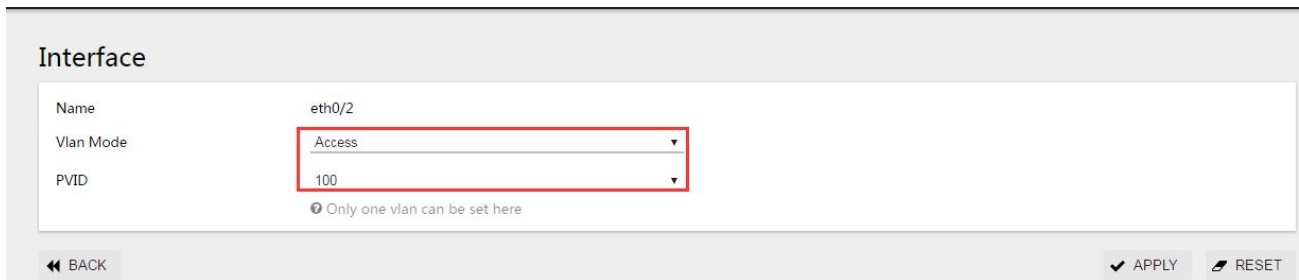 Interface
Name eth0/2
Vlan Mode Access
PVID 100
Only one vlan can be set here
BACK APPLY RESET